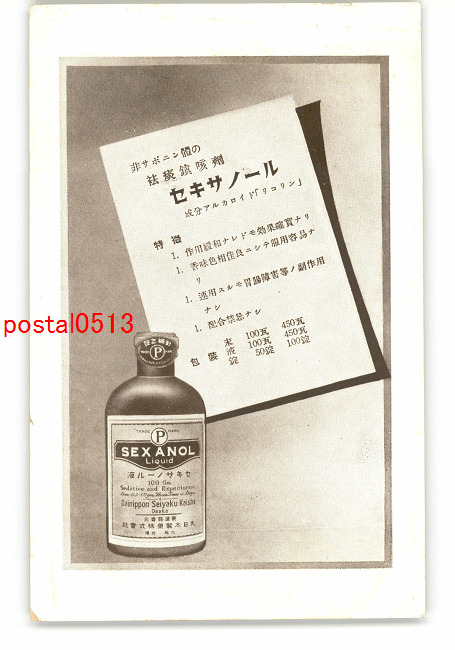 非サポニン體の
祛痰鎮咳劑
セキサノール
成分アルカロイド「リコリン」
特徴
1. 作用緩和ナレドモ効果確實ナリ
1. 香味色相佳良ニシテ服用容易ナ
リ
1. 連用スルモ胃腸障害等ノ副作用
ナシ
1. 配合禁忌ナシ
包裝
末 100瓦 450瓦
液 100瓦 450瓦
錠 50錠 100錠
postal0513
P
TRADE MARK
P
SEXANOL
Liquid
液ルーノサキセ
100 Gm.
Sedative and Expectorant
Dainippon Seiyaku Kaisha
Osaka
社會式株藥製本日大